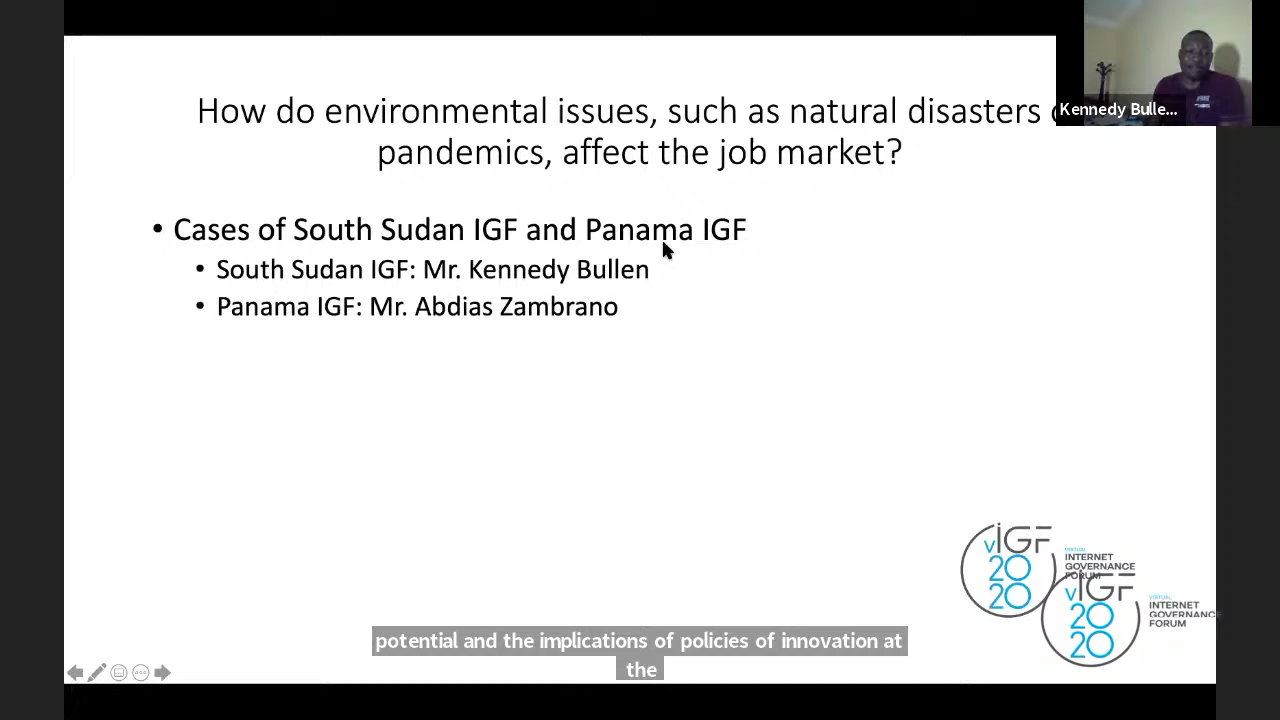 How do environmental issues, such as natural disasters
pandemics, affect the job market?
Kennedy Bulle...
• Cases of South Sudan IGF and Panama IGF
• South Sudan IGF: Mr. Kennedy Bullen
• Panama IGF: Mr. Abdias Zambrano
vIGF
2020
VIRTUAL
INTERNET
GOVERNANCE
FORUM
vIGF
2020
VIRTUAL
INTERNET
GOVERNANCE
FORUM
potential and the implications of policies of innovation at
the